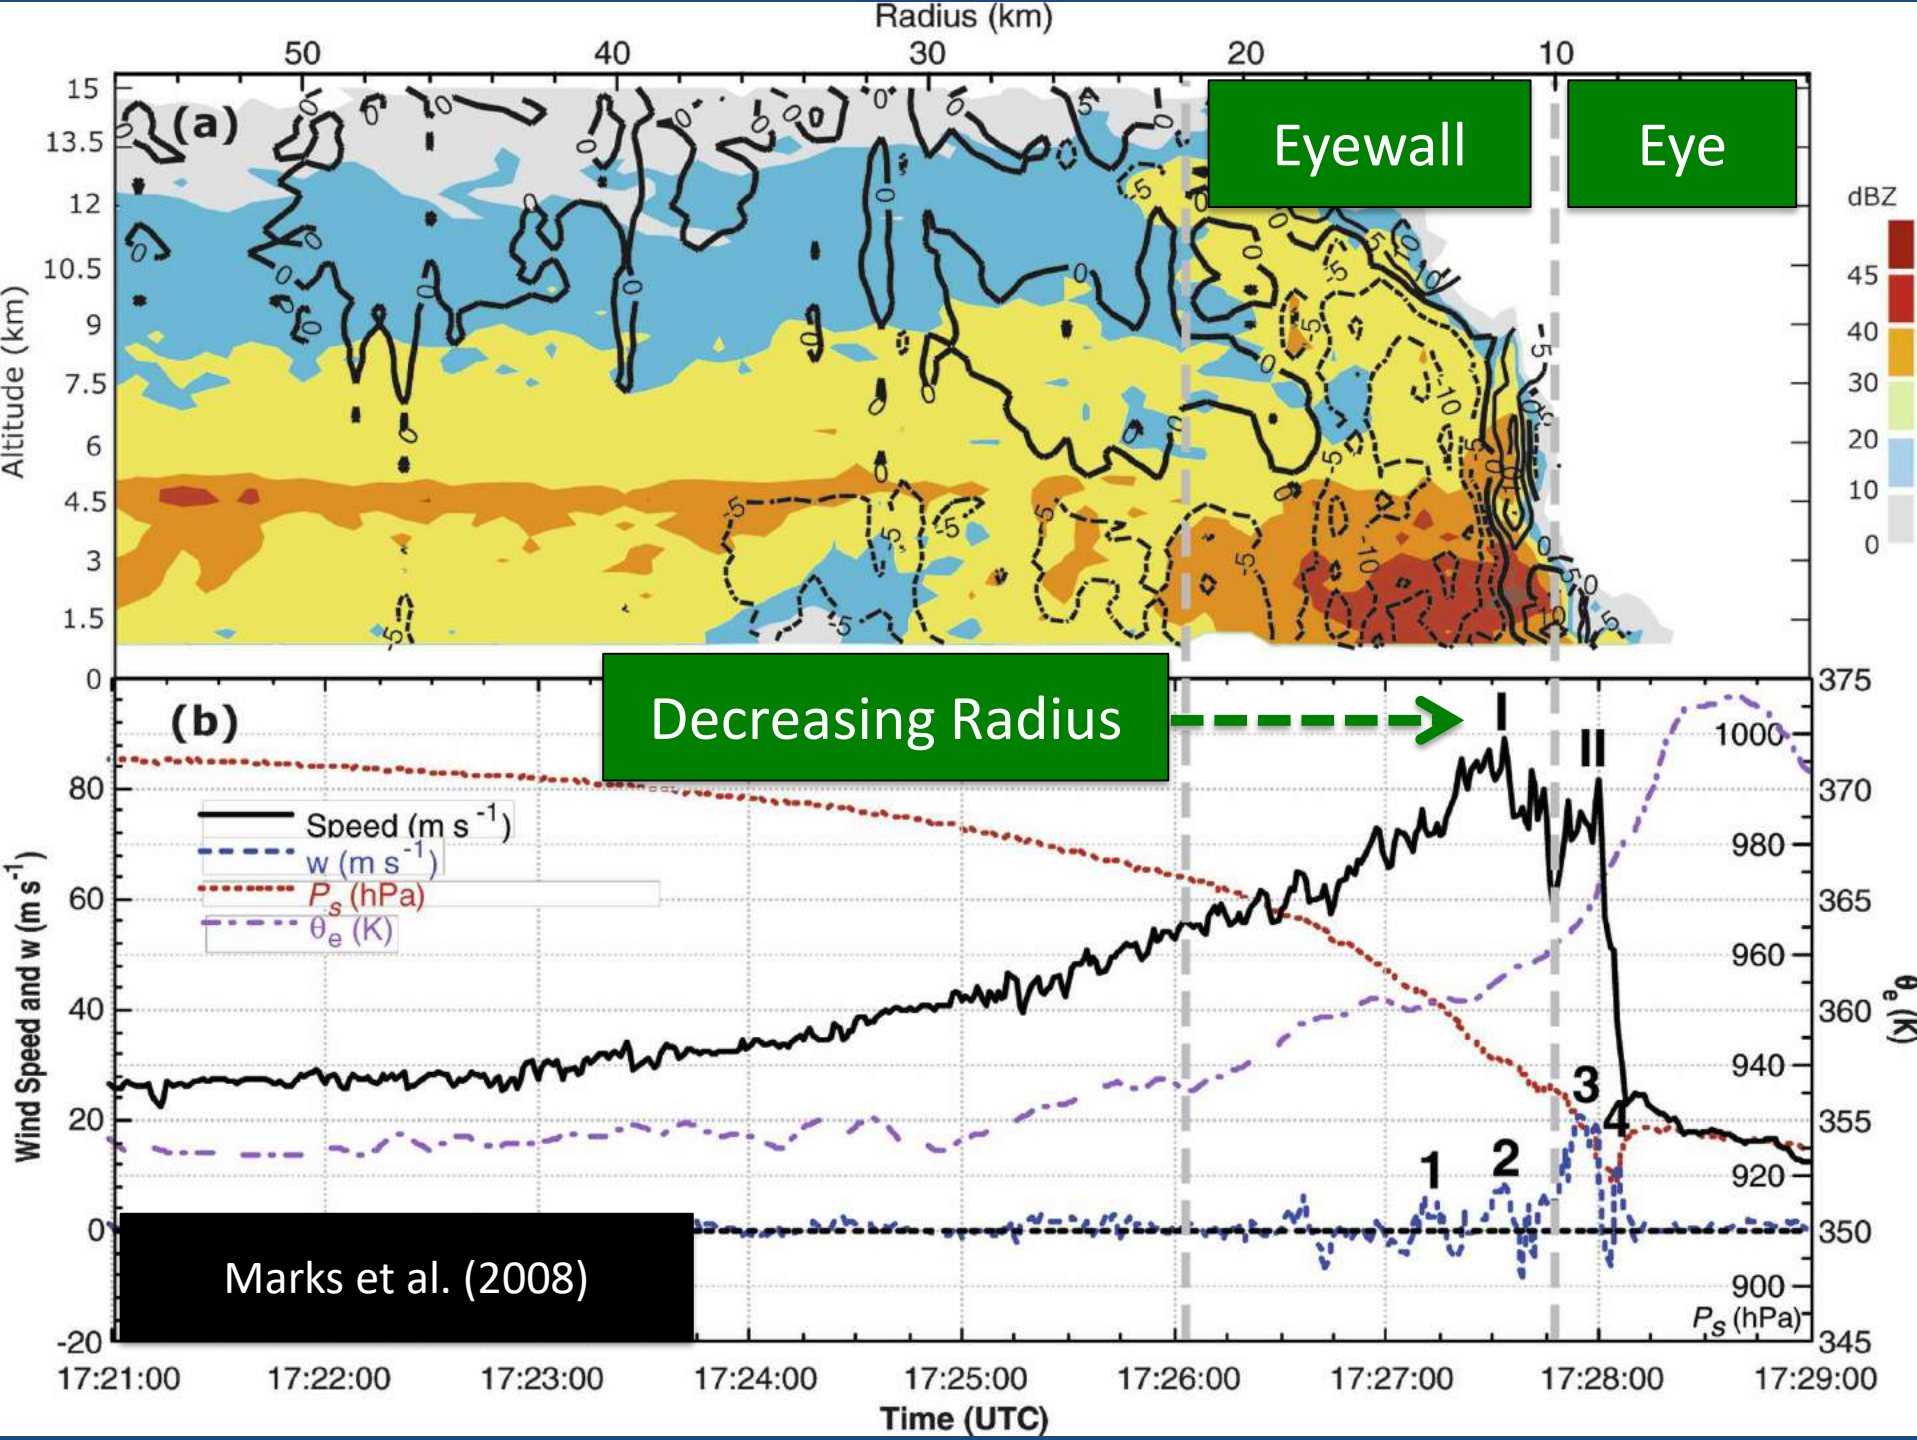 Radius (km)
50 40 30 20 10
(a)
Eyewall
Eye
dBZ
45
40
30
20
10
0
Altitude (km)
15
13.5
12
10.5
9
7.5
6
4.5
3
1.5
0
Decreasing Radius
(b)
I
II
Speed (m s⁻¹)
w (m s⁻¹)
Pₛ (hPa)
θₑ (K)
1
2
3
4
Marks et al. (2008)
Wind Speed and w (m s⁻¹)
80
60
40
20
0
-20
1000
980
960
940
920
900
Pₛ (hPa)
375
370
365
360
355
350
345
θₑ (K)
17:21:00 17:22:00 17:23:00 17:24:00 17:25:00 17:26:00 17:27:00 17:28:00 17:29:00
Time (UTC)